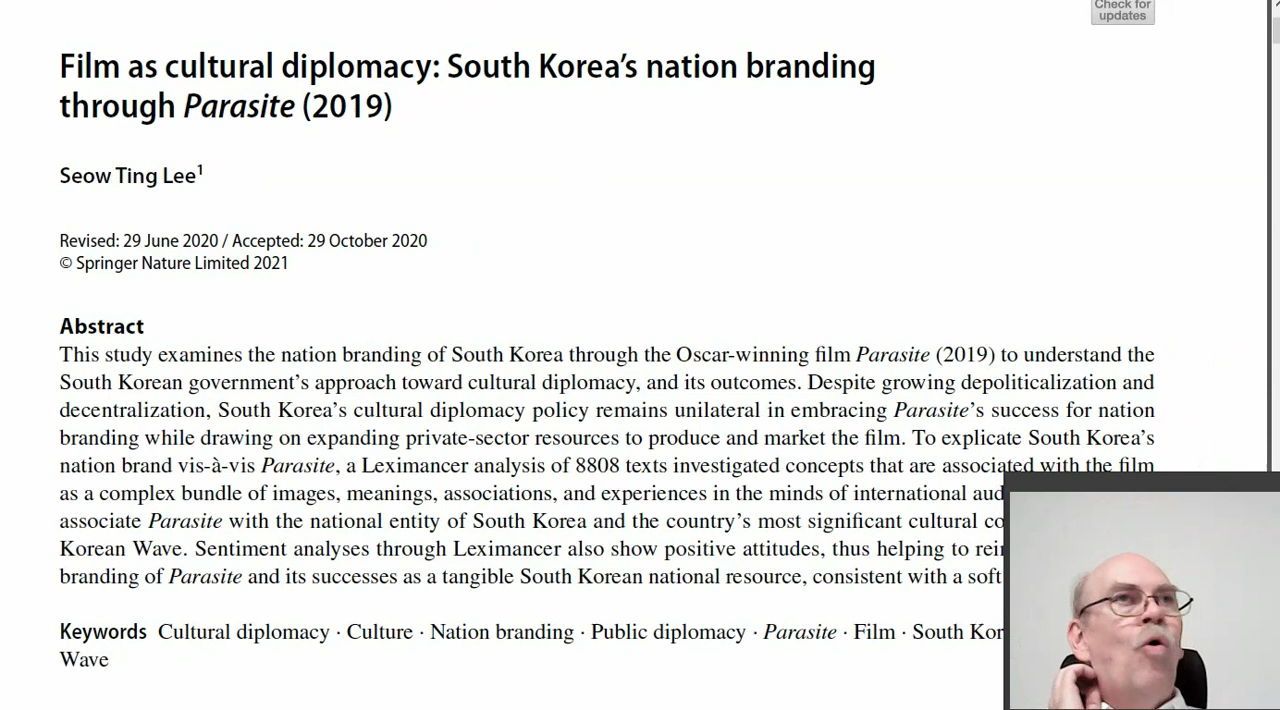 Check for
updates
Film as cultural diplomacy: South Korea’s nation branding
through Parasite (2019)
Seow Ting Lee1
Revised: 29 June 2020 / Accepted: 29 October 2020
© Springer Nature Limited 2021
Abstract
This study examines the nation branding of South Korea through the Oscar-winning film Parasite (2019) to understand the
South Korean government’s approach toward cultural diplomacy, and its outcomes. Despite growing depoliticalization and
decentralization, South Korea’s cultural diplomacy policy remains unilateral in embracing Parasite’s success for nation
branding while drawing on expanding private-sector resources to produce and market the film. To explicate South Korea’s
nation brand vis-à-vis Parasite, a Leximancer analysis of 8808 texts investigated concepts that are associated with the film
as a complex bundle of images, meanings, associations, and experiences in the minds of international
associate Parasite with the national entity of South Korea and the country’s most significant cultural
Korean Wave. Sentiment analyses through Leximancer also show positive attitudes, thus helping to
branding of Parasite and its successes as a tangible South Korean national resource, consistent with a soft
Keywords Cultural diplomacy · Culture · Nation branding · Public diplomacy · Parasite · Film · South
Wave